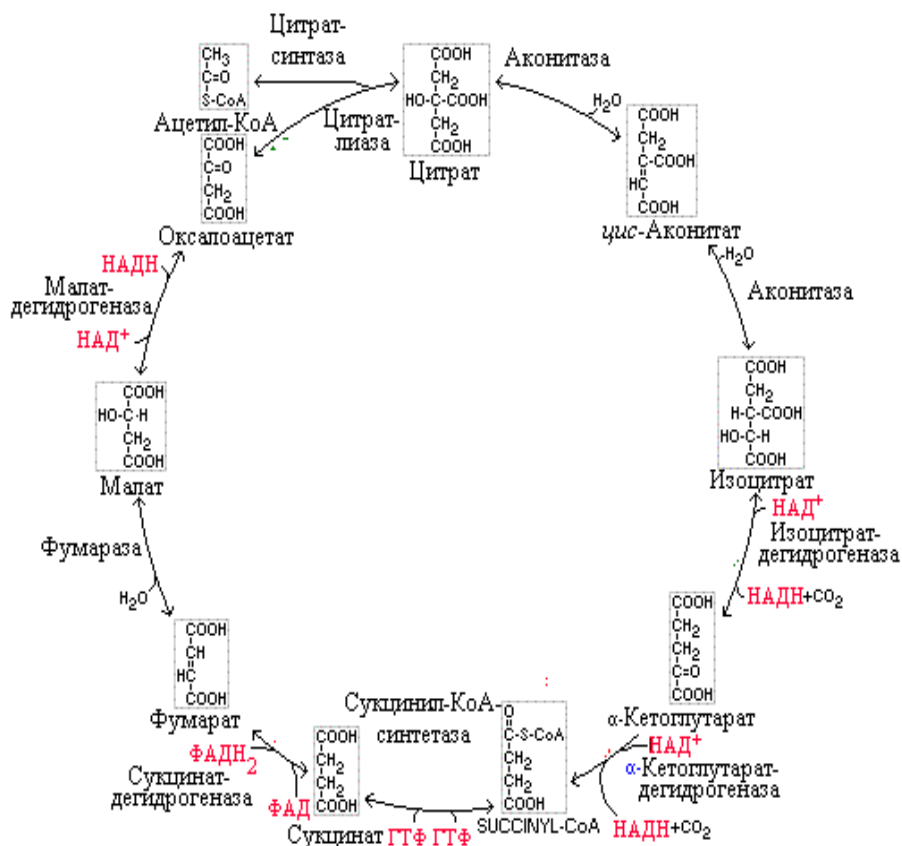 Цитрат-
синтаза
CH3
C=O
S-CoA
Ацетил-КоА
COOH
C=O
CH2
COOH
Оксалоацетат
Цитрат-
лиаза
COOH
CH2
HO-C-COOH
CH2
COOH
Цитрат
Аконитаза
H2O
COOH
CH2
C-COOH
HC
COOH
цис-Аконитат
H2O
Аконитаза
COOH
CH2
H-C-COOH
HO-C-H
COOH
Изоцитрат
НАД+
Изоцитрат-
дегидрогеназа
НАДН+CO2
COOH
CH2
CH2
C=O
COOH
α-Кетоглутарат
НАД+
α-Кетоглутарат-
дегидрогеназа
НАДН+CO2
Сукцинил-КоА-
синтетаза
O
C-S-CoA
CH2
CH2
COOH
SUCCINYL-CoA
ГТФ ГТФ
COOH
CH2
CH2
COOH
Сукцинат
ФАДН2
Сукцинат-
дегидрогеназа
ФАД
COOH
CH
HC
COOH
Фумарат
Фумараза
H2O
COOH
HO-C-H
CH2
COOH
Малат
НАДН
Малат-
дегидрогеназа
НАД+